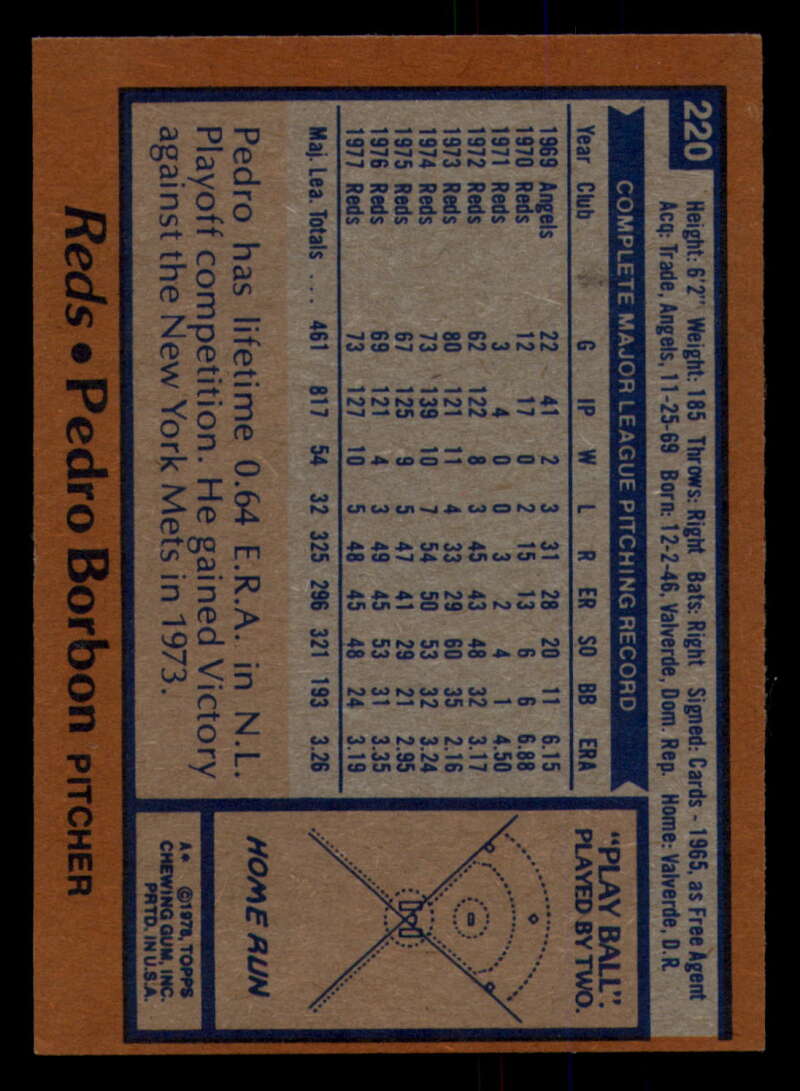 220
Height: 6'2" Weight: 185 Throws: Right Bats: Right Signed: Cards - 1965, as Free Agent
Acq: Trade, Angels, 11-25-69 Born: 12-2-46, Valverde, Dom. Rep. Home: Valverde, D.R.
COMPLETE MAJOR LEAGUE PITCHING RECORD
Year Club G IP W L R ER SO BB ERA
1969 Angels 22 41 2 3 31 28 20 11 6.15
1970 Reds 12 17 0 2 15 13 6 6 6.88
1971 Reds 3 4 0 0 3 2 4 1 4.50
1972 Reds 62 122 8 3 45 43 48 32 3.17
1973 Reds 80 121 11 4 33 29 60 35 2.16
1974 Reds 73 139 10 7 54 50 53 32 3.24
1975 Reds 67 125 9 5 47 41 29 21 2.95
1976 Reds 69 121 4 3 49 45 53 31 3.35
1977 Reds 73 127 10 5 48 45 48 24 3.19
Maj. Lea. Totals .... 461 817 54 32 325 296 321 193 3.26
Pedro has lifetime 0.64 E.R.A. in N.L.
Playoff competition. He gained Victory
against the New York Mets in 1973.
"PLAY BALL".
PLAYED BY TWO.
HOME RUN
A* ©1978, TOPPS
CHEWING GUM, INC.
PRTD. IN U.S.A.
Reds • Pedro Borbon PITCHER